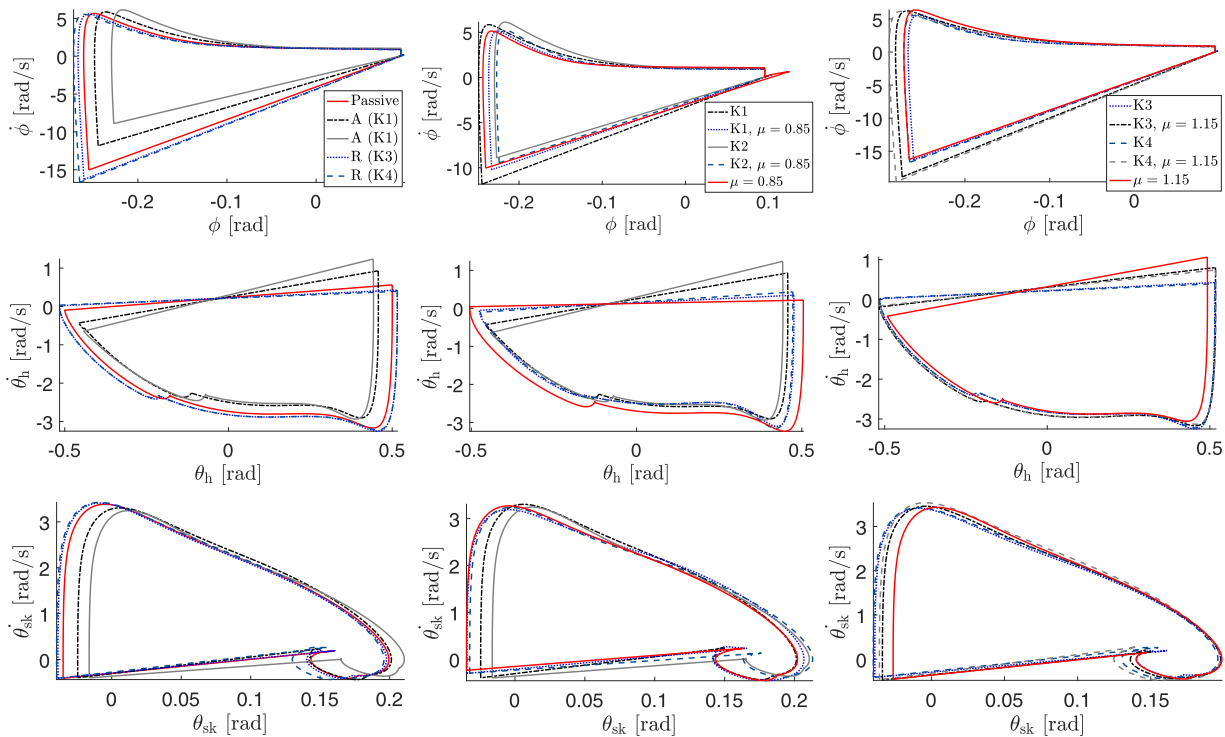 5
0
-5
-10
-15
-0.2
-0.1
0
ϕ̇ [rad/s]
ϕ [rad]
Passive
A (K1)
A (K1)
R (K3)
R (K4)
5
0
-5
-10
-0.2
-0.1
0
0.1
ϕ̇ [rad/s]
ϕ [rad]
K1
K1, μ = 0.85
K2
K2, μ = 0.85
μ = 0.85
5
0
-5
-10
-15
-0.2
-0.1
0
ϕ̇ [rad/s]
ϕ [rad]
K3
K3, μ = 1.15
K4
K4, μ = 1.15
μ = 1.15
1
0
-1
-2
-3
-0.5
0
0.5
θ̇h [rad/s]
θh [rad]
1
0
-1
-2
-3
-0.5
0
0.5
θ̇h [rad/s]
θh [rad]
1
0
-1
-2
-3
-0.5
0
0.5
θ̇h [rad/s]
θh [rad]
3
2
1
0
0
0.05
0.1
0.15
0.2
θ̇sk [rad/s]
θsk [rad]
3
2
1
0
0
0.05
0.1
0.15
0.2
θ̇sk [rad/s]
θsk [rad]
3
2
1
0
0
0.05
0.1
0.15
θ̇sk [rad/s]
θsk [rad]